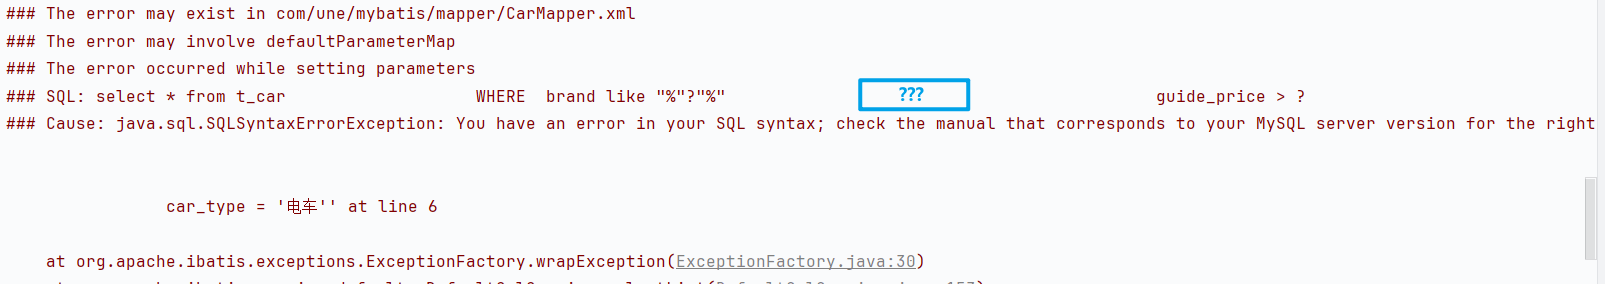 ### The error may exist in com/une/mybatis/mapper/CarMapper.xml
### The error may involve defaultParameterMap
### The error occurred while setting parameters
### SQL: select * from t_car WHERE brand like "%"?"%" ??? guide_price > ?
### Cause: java.sql.SQLSyntaxErrorException: You have an error in your SQL syntax; check the manual that corresponds to your MySQL server version for the right
car_type = '电车'' at line 6
at org.apache.ibatis.exceptions.ExceptionFactory.wrapException(ExceptionFactory.java:30)